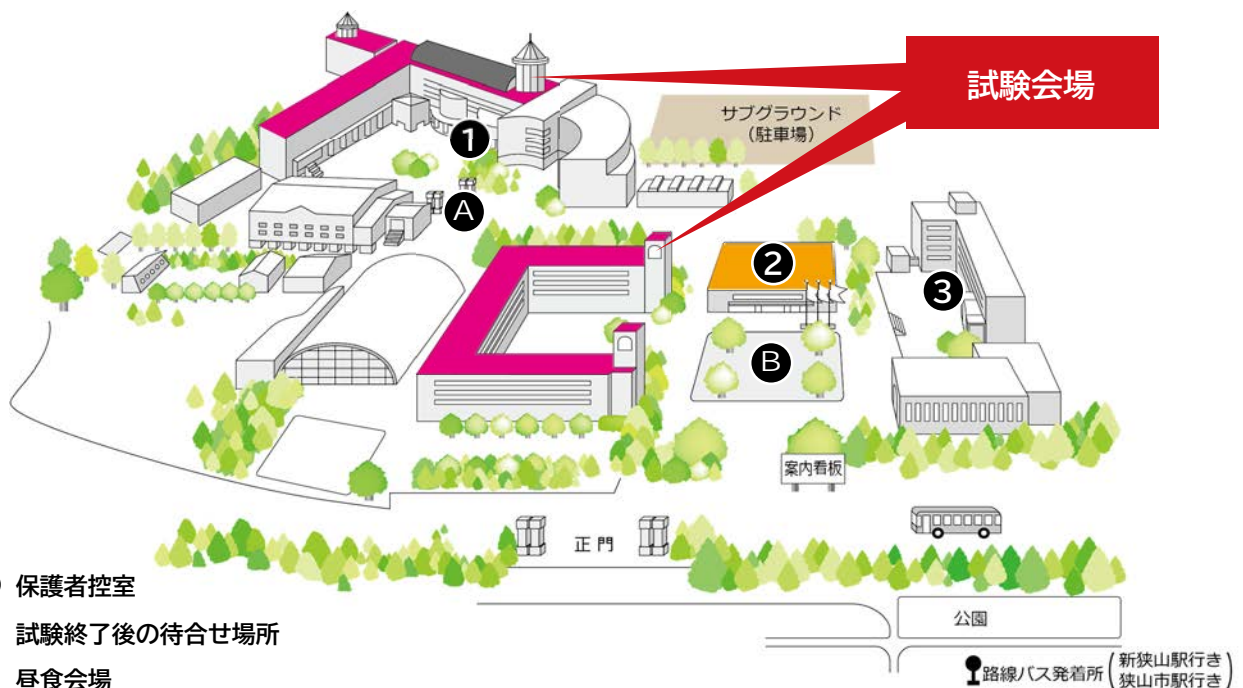 試験会場
サブグラウンド
（駐車場）
1
A
2
3
B
案内看板
正門
保護者控室
試験終了後の待合せ場所
昼食会場
公園
路線バス発着所（新狭山駅行き
狭山市駅行き）